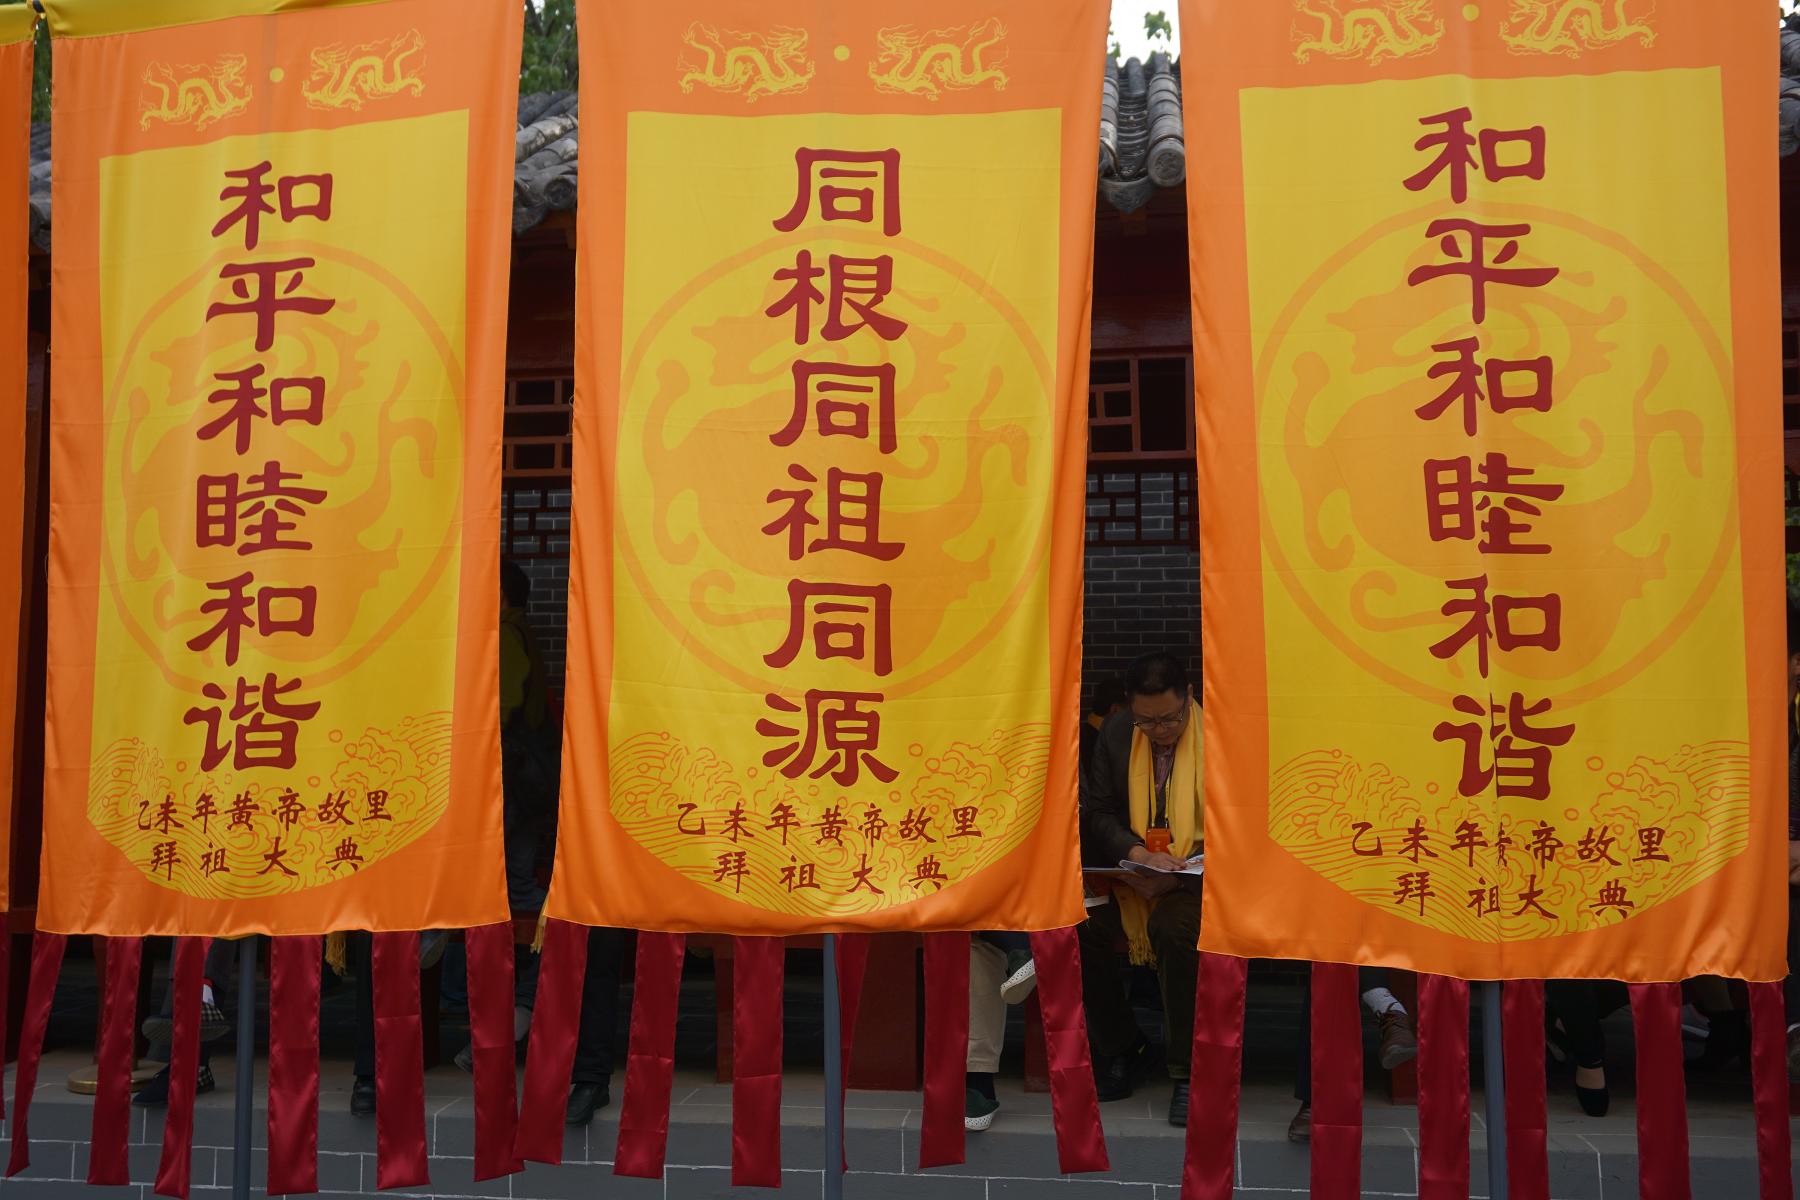 和平和睦和谐
乙未年黄帝故里
拜祖大典
同根同祖同源
乙未年黄帝故里
拜祖大典
和平和睦和谐
乙未年黄帝故里
拜祖大典